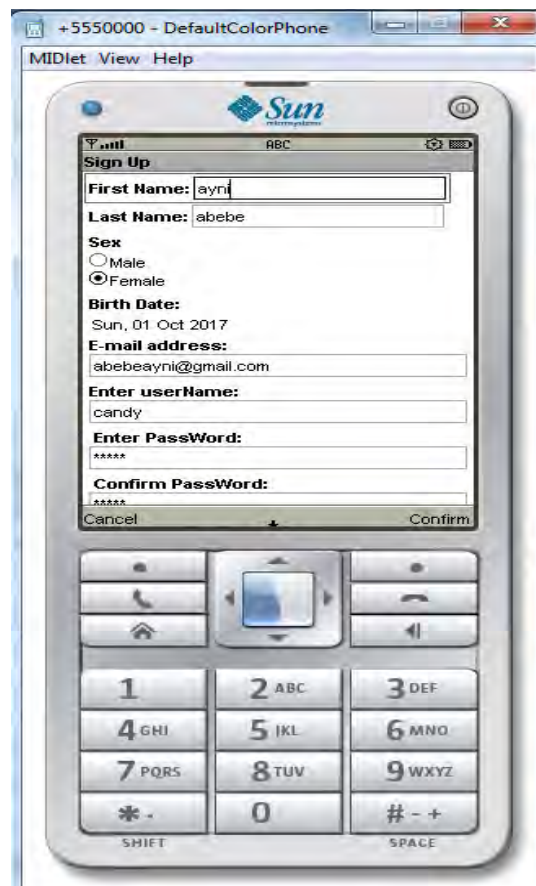 +5550000 - DefaultColorPhone
MIDlet View Help
Sun
microsystems
ABC
Sign Up
First Name: ayni
Last Name: abebe
Sex
Male
Female
Birth Date:
Sun, 01 Oct 2017
E-mail address:
abebeayni@gmail.com
Enter userName:
candy
Enter PassWord:
*****
Confirm PassWord:
*****
Cancel Confirm
1 2 ABC 3 DEF
4 GHI 5 JKL 6 MNO
7 PQRS 8 TUV 9 WXYZ
* . 0 # - +
SHIFT SPACE